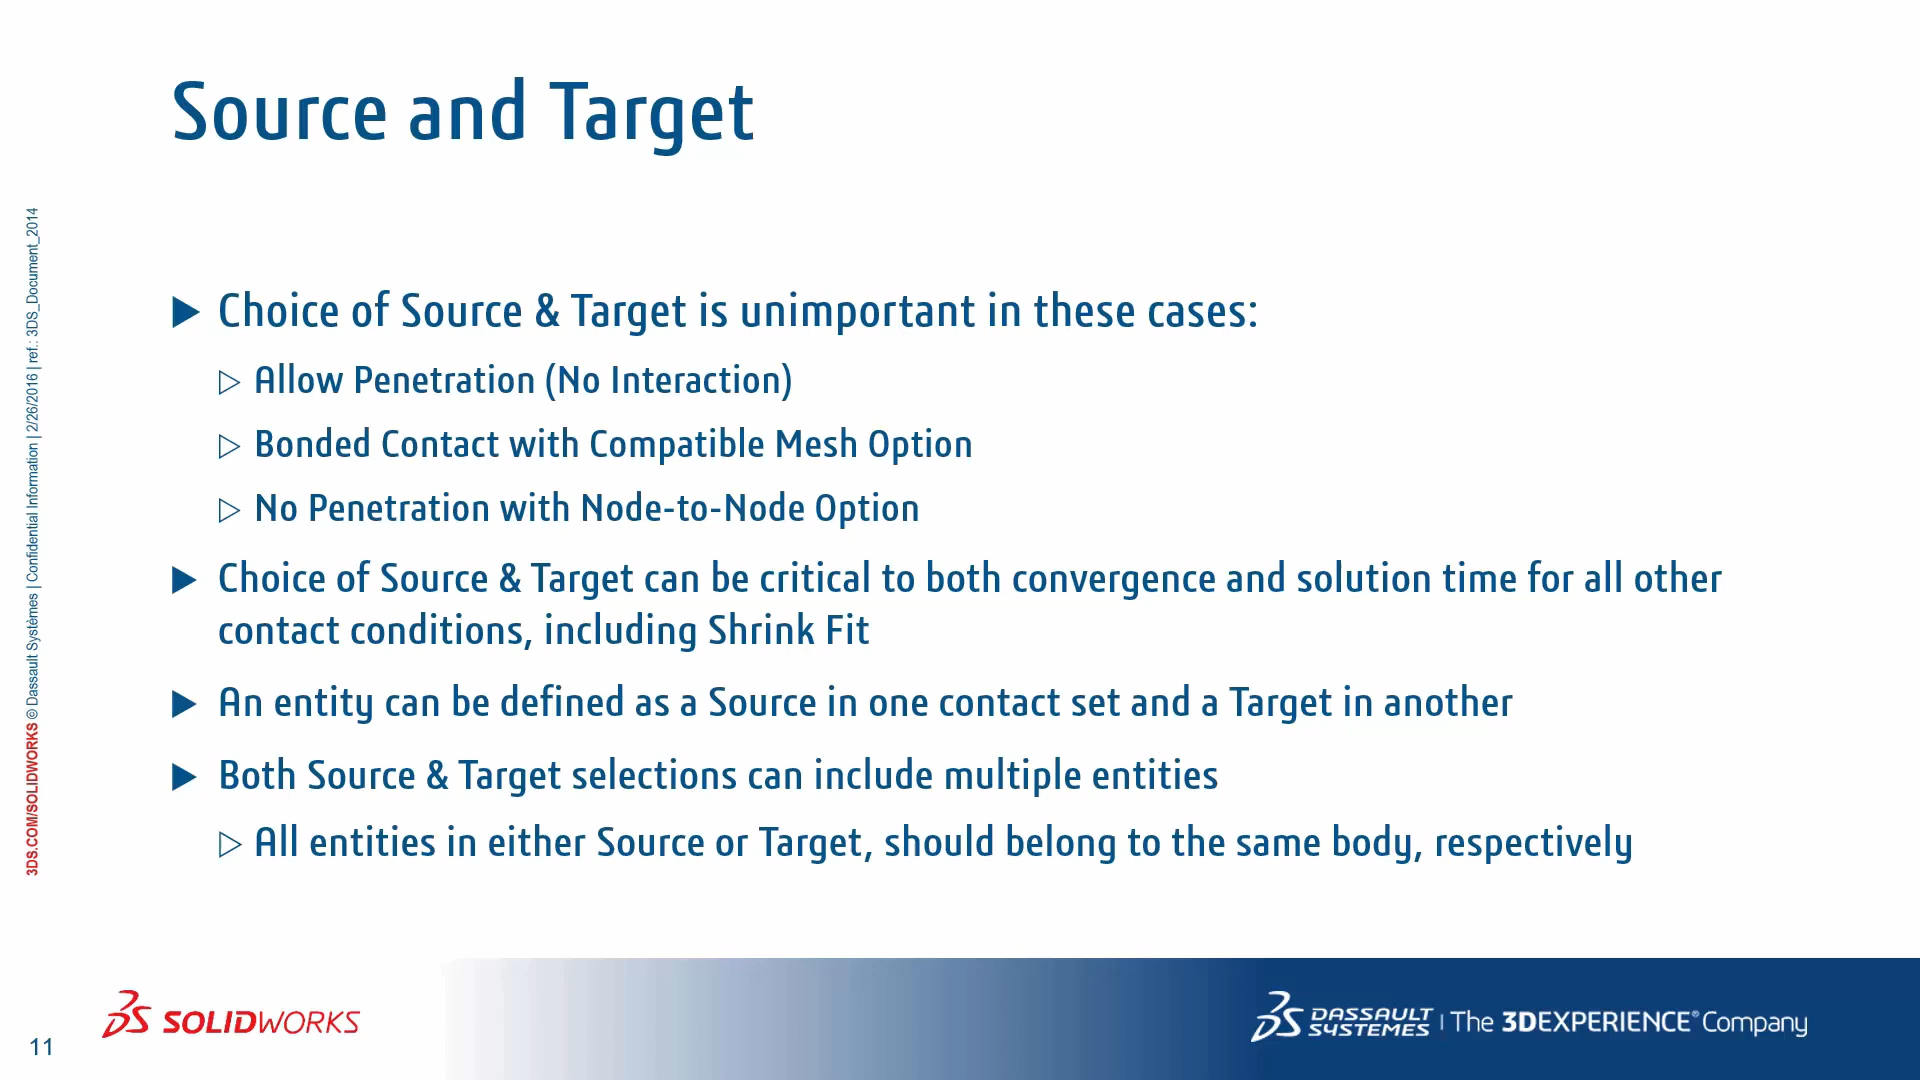 Source and Target
3DS.COM/SOLIDWORKS © Dassault Systèmes | Confidential Information | 2/26/2016 | ref.: 3DS_Document_2014
Choice of Source & Target is unimportant in these cases:
Allow Penetration (No Interaction)
Bonded Contact with Compatible Mesh Option
No Penetration with Node-to-Node Option
Choice of Source & Target can be critical to both convergence and solution time for all other
contact conditions, including Shrink Fit
An entity can be defined as a Source in one contact set and a Target in another
Both Source & Target selections can include multiple entities
All entities in either Source or Target, should belong to the same body, respectively
11
SOLIDWORKS
DASSAULT
SYSTEMES
| The 3DEXPERIENCE® Company